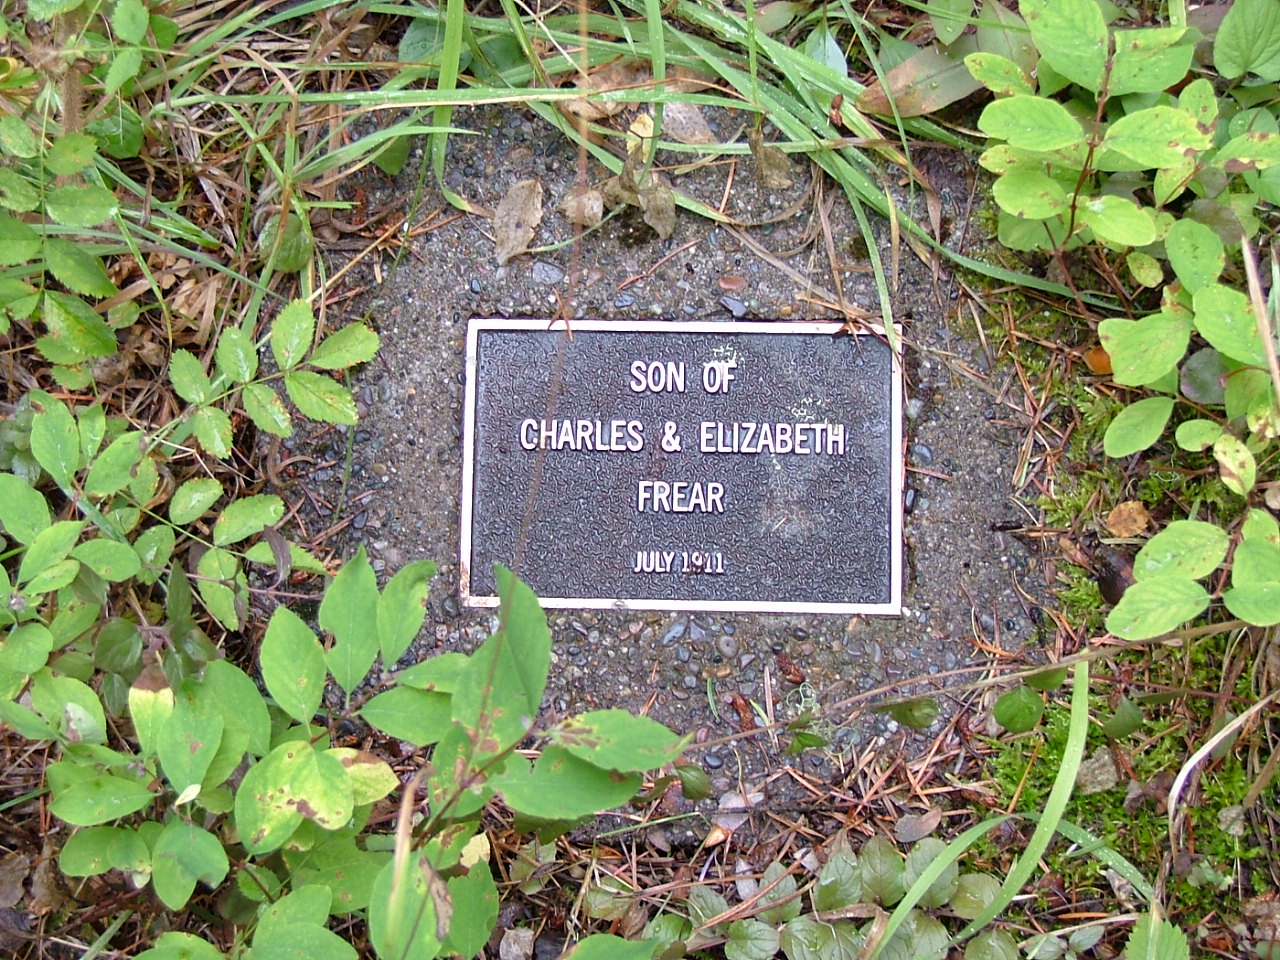 SON OF
CHARLES & ELIZABETH
FREAR
JULY 1911